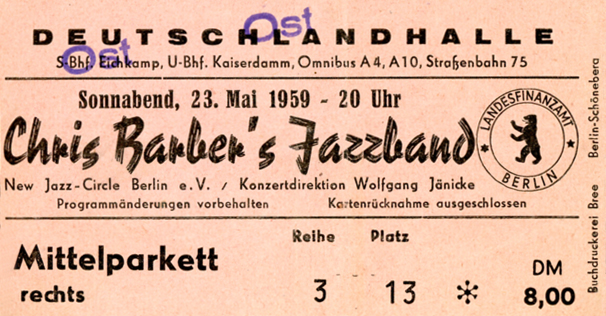 DEUTSCHLANDHALLE
Ost
Ost
S-Bhf. Eichkamp, U-Bhf. Kaiserdamm, Omnibus A4, A10, Straßenbahn 75
Sonnabend, 23. Mai 1959 - 20 Uhr
Chris Barber's Jazzband
LANDESFINANZAMT
BERLIN
New Jazz-Circle Berlin e.V. / Konzertdirektion Wolfgang Jänicke
Programmänderungen vorbehalten Kartenrücknahme ausgeschlossen
Reihe Platz
Mittelparkett
DM
rechts 3 13 * 8,00
Buchdruckerei Bree Berlin-Schöneberg